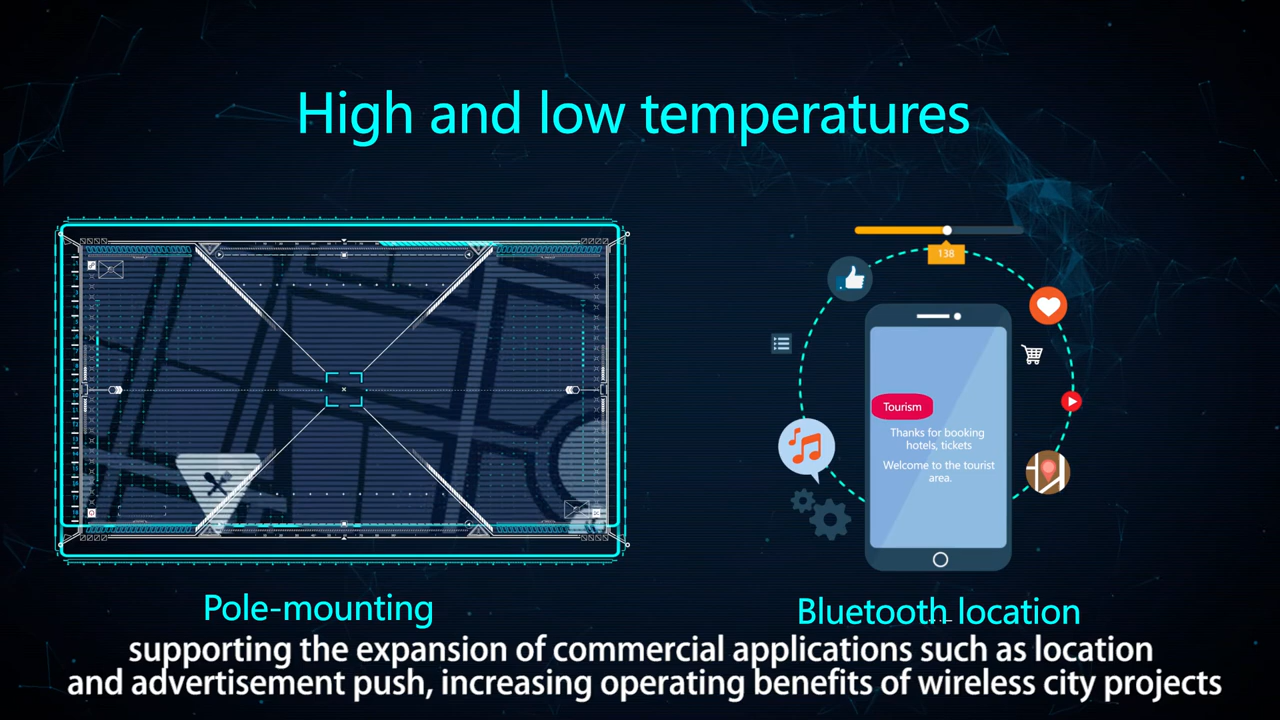 High and low temperatures
138
Tourism
Thanks for booking
hotels, tickets
Welcome to the tourist
area.
Pole-mounting
Bluetooth location
supporting the expansion of commercial applications such as location
and advertisement push, increasing operating benefits of wireless city projects